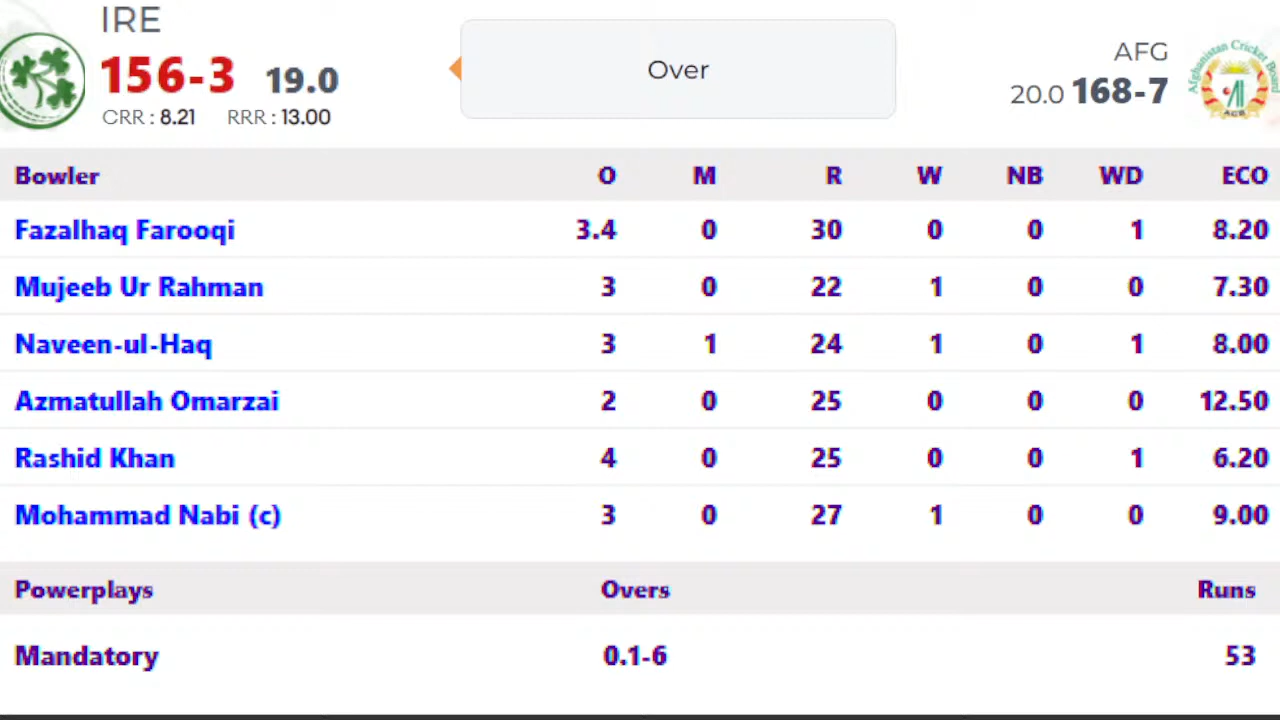 IRE
156-3 19.0
CRR : 8.21 RRR : 13.00
Over
AFG
20.0 168-7
Afghanistan Cricket Board
ACB
Bowler O M R W NB WD ECO
Fazalhaq Farooqi 3.4 0 30 0 0 1 8.20
Mujeeb Ur Rahman 3 0 22 1 0 0 7.30
Naveen-ul-Haq 3 1 24 1 0 1 8.00
Azmatullah Omarzai 2 0 25 0 0 0 12.50
Rashid Khan 4 0 25 0 0 1 6.20
Mohammad Nabi (c) 3 0 27 1 0 0 9.00
Powerplays Overs Runs
Mandatory 0.1-6 53